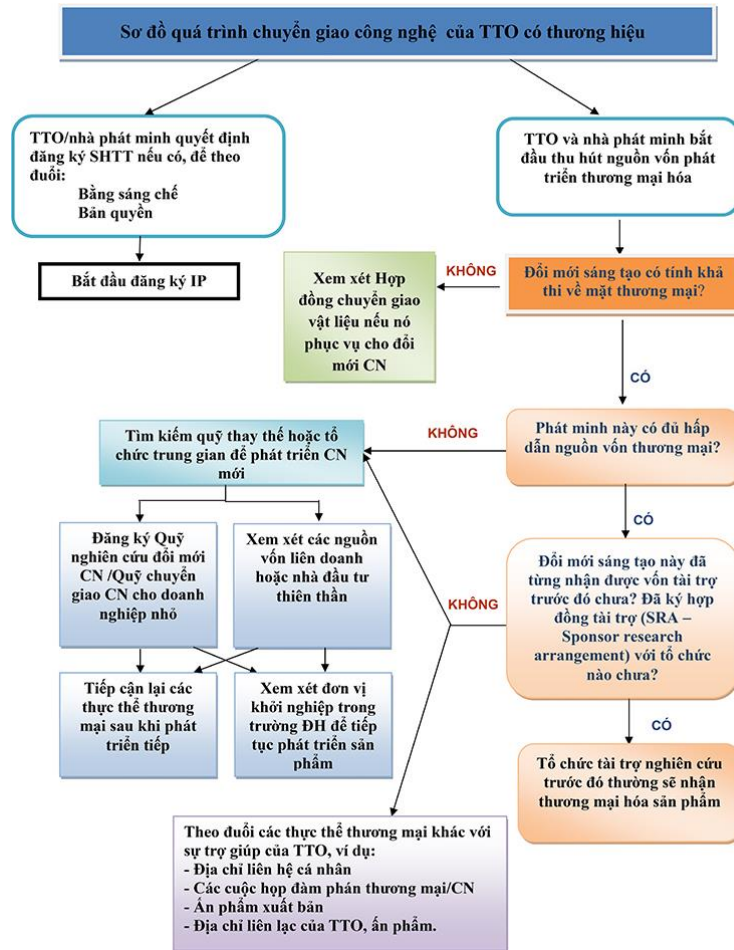 Sơ đồ quá trình chuyển giao công nghệ của TTO có thương hiệu
TTO/nhà phát minh quyết định
đăng ký SHTT nếu có, để theo
đuổi:
Bằng sáng chế
Bản quyền
TTO và nhà phát minh bắt
đầu thu hút nguồn vốn phát
triển thương mại hóa
Bắt đầu đăng ký IP
Xem xét Hợp
đồng chuyển giao
vật liệu nếu nó
phục vụ cho đổi
mới CN
KHÔNG
Đổi mới sáng tạo có tính khả
thi về mặt thương mại?
CÓ
Tìm kiếm quỹ thay thế hoặc tổ
chức trung gian để phát triển CN
mới
KHÔNG
Phát minh này có đủ hấp
dẫn nguồn vốn thương mại?
CÓ
Đăng ký Quỹ
nghiên cứu đổi mới
CN /Quỹ chuyển
giao CN cho doanh
nghiệp nhỏ
Xem xét các nguồn
vốn liên doanh
hoặc nhà đầu tư
thiên thần
KHÔNG
Đổi mới sáng tạo này đã
từng nhận được vốn tài trợ
trước đó chưa? Đã ký hợp
đồng tài trợ (SRA –
Sponsor research
arrangement) với tổ chức
nào chưa?
Tiếp cận lại các
thực thể thương
mại sau khi phát
triển tiếp
Xem xét đơn vị
khởi nghiệp trong
trường ĐH để tiếp
tục phát triển sản
phẩm
CÓ
Tổ chức tài trợ nghiên cứu
trước đó thường sẽ nhận
thương mại hóa sản phẩm
Theo đuổi các thực thể thương mại khác với
sự trợ giúp của TTO, ví dụ:
- Địa chỉ liên hệ cá nhân
- Các cuộc họp đàm phán thương mại/CN
- Ấn phẩm xuất bản
- Địa chỉ liên lạc của TTO, ấn phẩm.